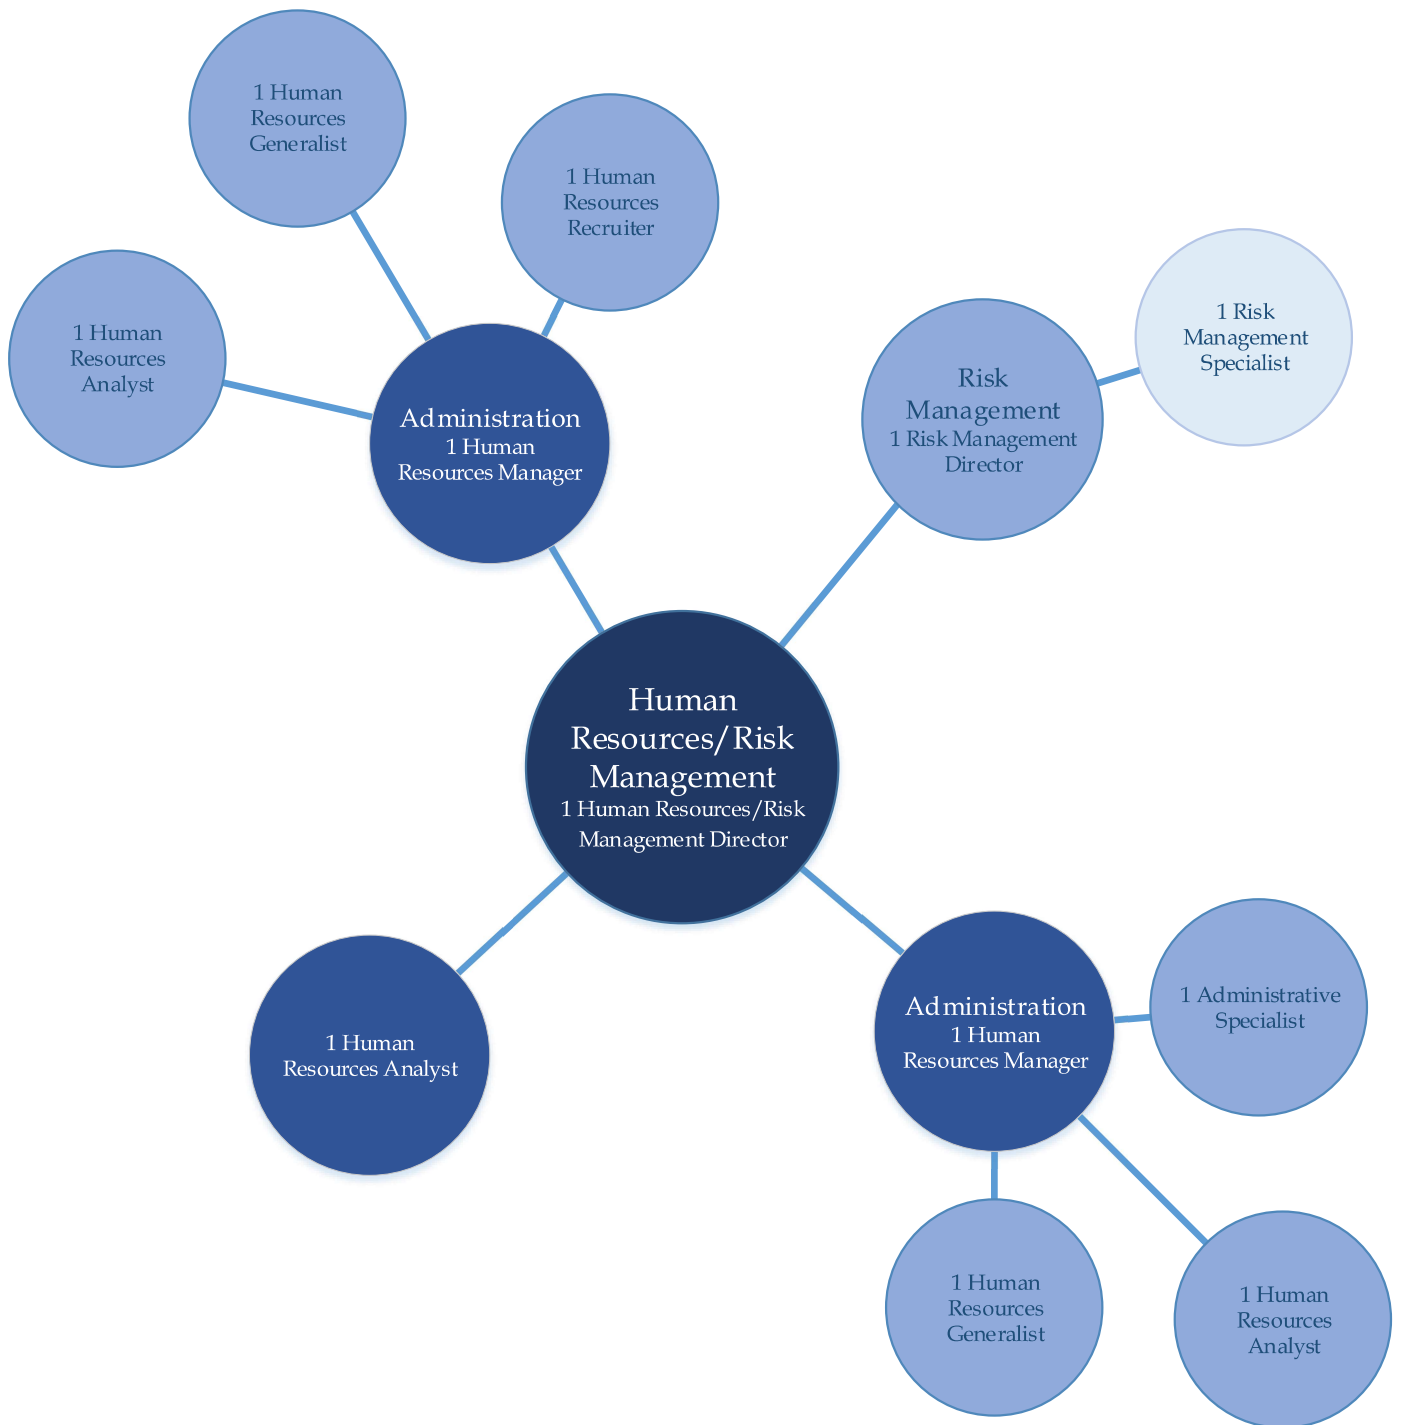 1 Human
Resources
Generalist
1 Human
Resources
Recruiter
1 Human
Resources
Analyst
1 Risk
Management
Specialist
Risk
Management
1 Risk Management
Director
Administration
1 Human
Resources Manager
Human
Resources/Risk
Management
1 Human Resources/Risk
Management Director
1 Human
Resources Analyst
Administration
1 Human
Resources Manager
1 Administrative
Specialist
1 Human
Resources
Generalist
1 Human
Resources
Analyst